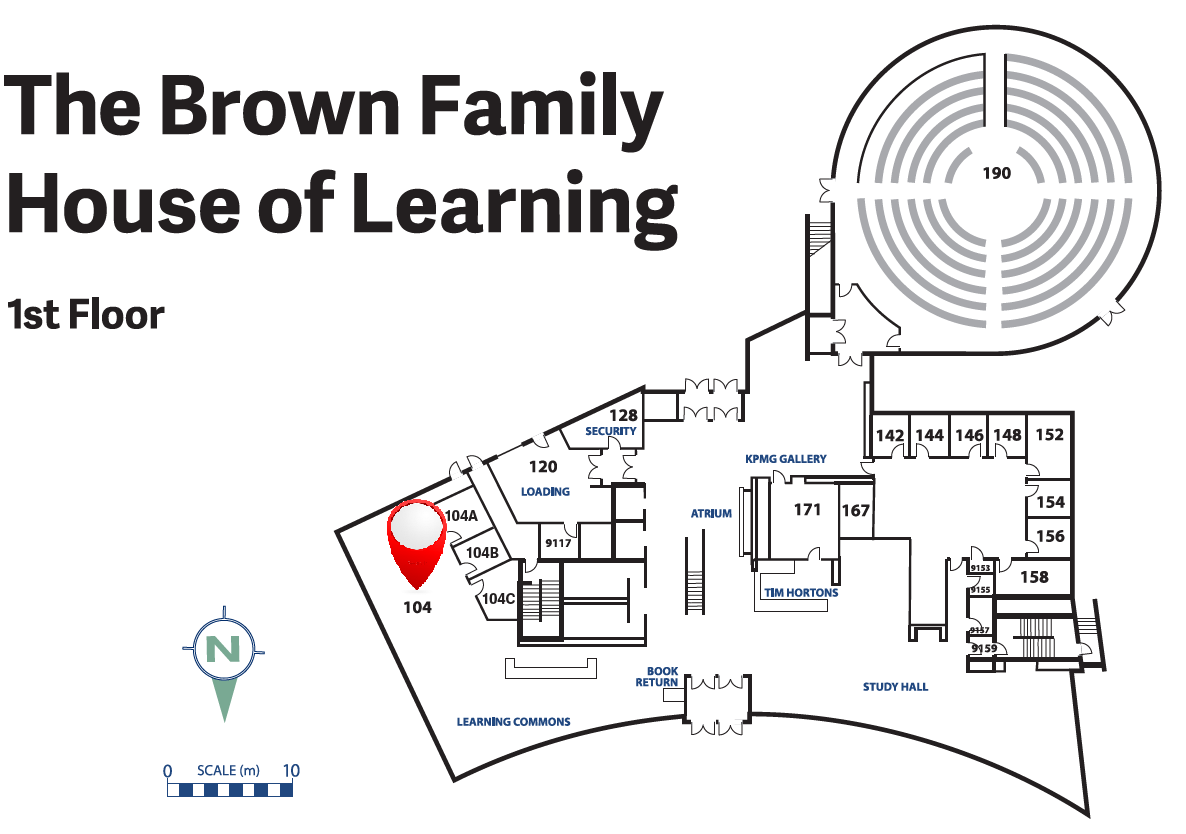 The Brown Family
House of Learning
1st Floor
190
128
SECURITY
120
LOADING
142
144
146
148
152
KPMG GALLERY
154
ATRIUM
171
167
104A
156
9117
104B
9153
158
9155
TIM HORTONS
104C
104
9157
9159
N
BOOK
RETURN
STUDY HALL
LEARNING COMMONS
0 SCALE (m) 10